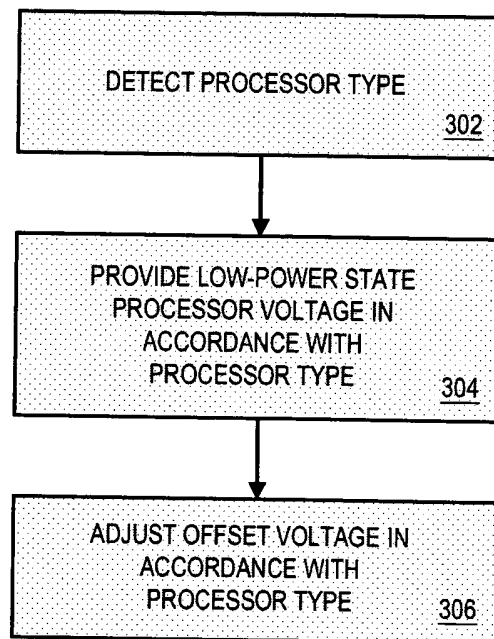 DETECT PROCESSOR TYPE
302
PROVIDE LOW-POWER STATE
PROCESSOR VOLTAGE IN
ACCORDANCE WITH
PROCESSOR TYPE
304
ADJUST OFFSET VOLTAGE IN
ACCORDANCE WITH
PROCESSOR TYPE
306